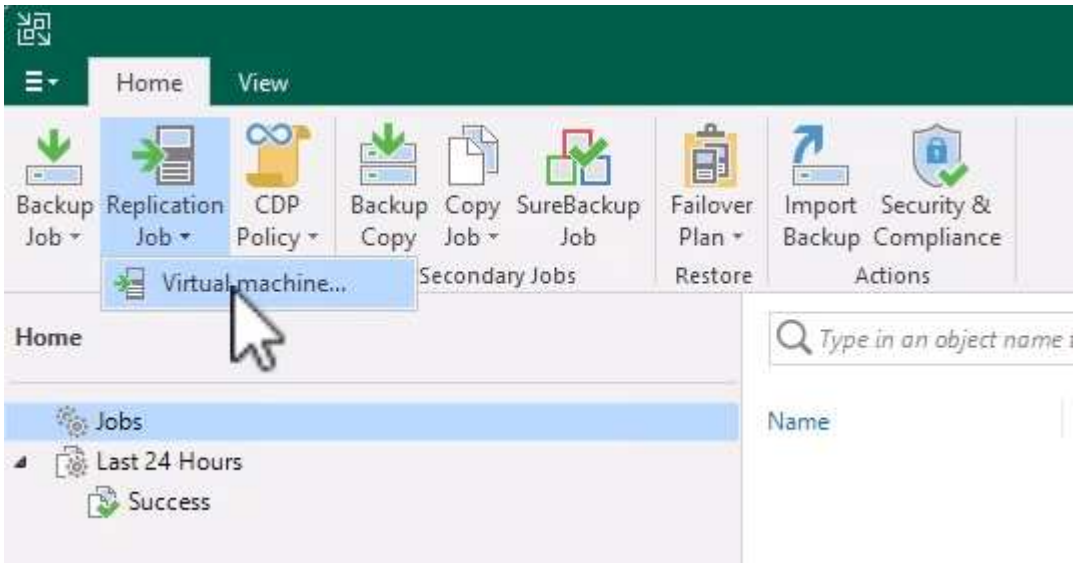 Home View
Backup Job
Replication Job
CDP Policy
Backup Copy
Copy Job
SureBackup Job
Failover Plan
Import Backup
Security & Compliance
Virtual machine...
Secondary Jobs
Restore
Actions
Home
Type in an object name
Name
Jobs
Last 24 Hours
Success